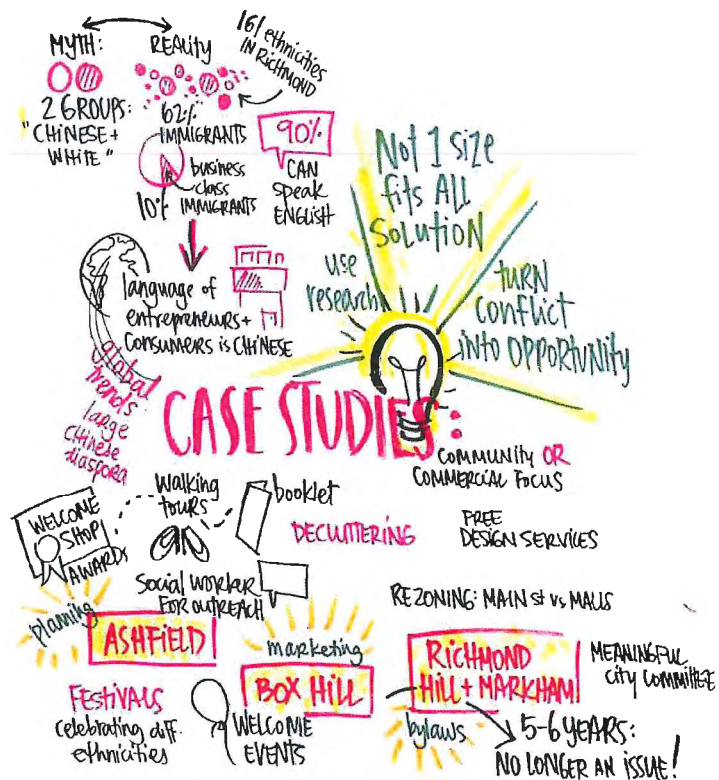 MYTH:
REALITY
161 ethnicities
IN RICHMOND
2 GROUPS:
"CHINESE +
WHITE"
62%
IMMIGRANTS
90%
CAN
speak
ENGLISH
business
class
10% IMMIGRANTS
language of
entrepreneurs +
consumers is CHINESE
global
trends:
large
chinese
diaspora
Not 1 size
fits ALL
SOLUTION
use
research
TURN
CONFLICT
into OPPORTUNITY
CASE STUDIES:
COMMUNITY OR
COMMERCIAL FOCUS
WELCOME
SHOP
AWARDS
Walking
tours
booklet
DECLUTTERING
FREE
DESIGN SERVICES
Social worker
FOR OUTREACH
REZONING: MAIN st vs MALLS
planning
ASHFIELD
marketing
BOX HILL
RICHMOND
HILL + MARKHAM
MEANINGFUL
city COMMITTEE
FESTIVALS
celebrating diff.
ethnicities
WELCOME
EVENTS
bylaws
5-6 YEARS:
NO LONGER AN ISSUE!